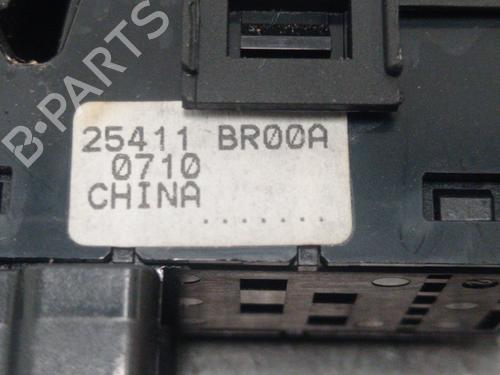 B-PARTS
25411 BR00A
0710
CHINA
.......